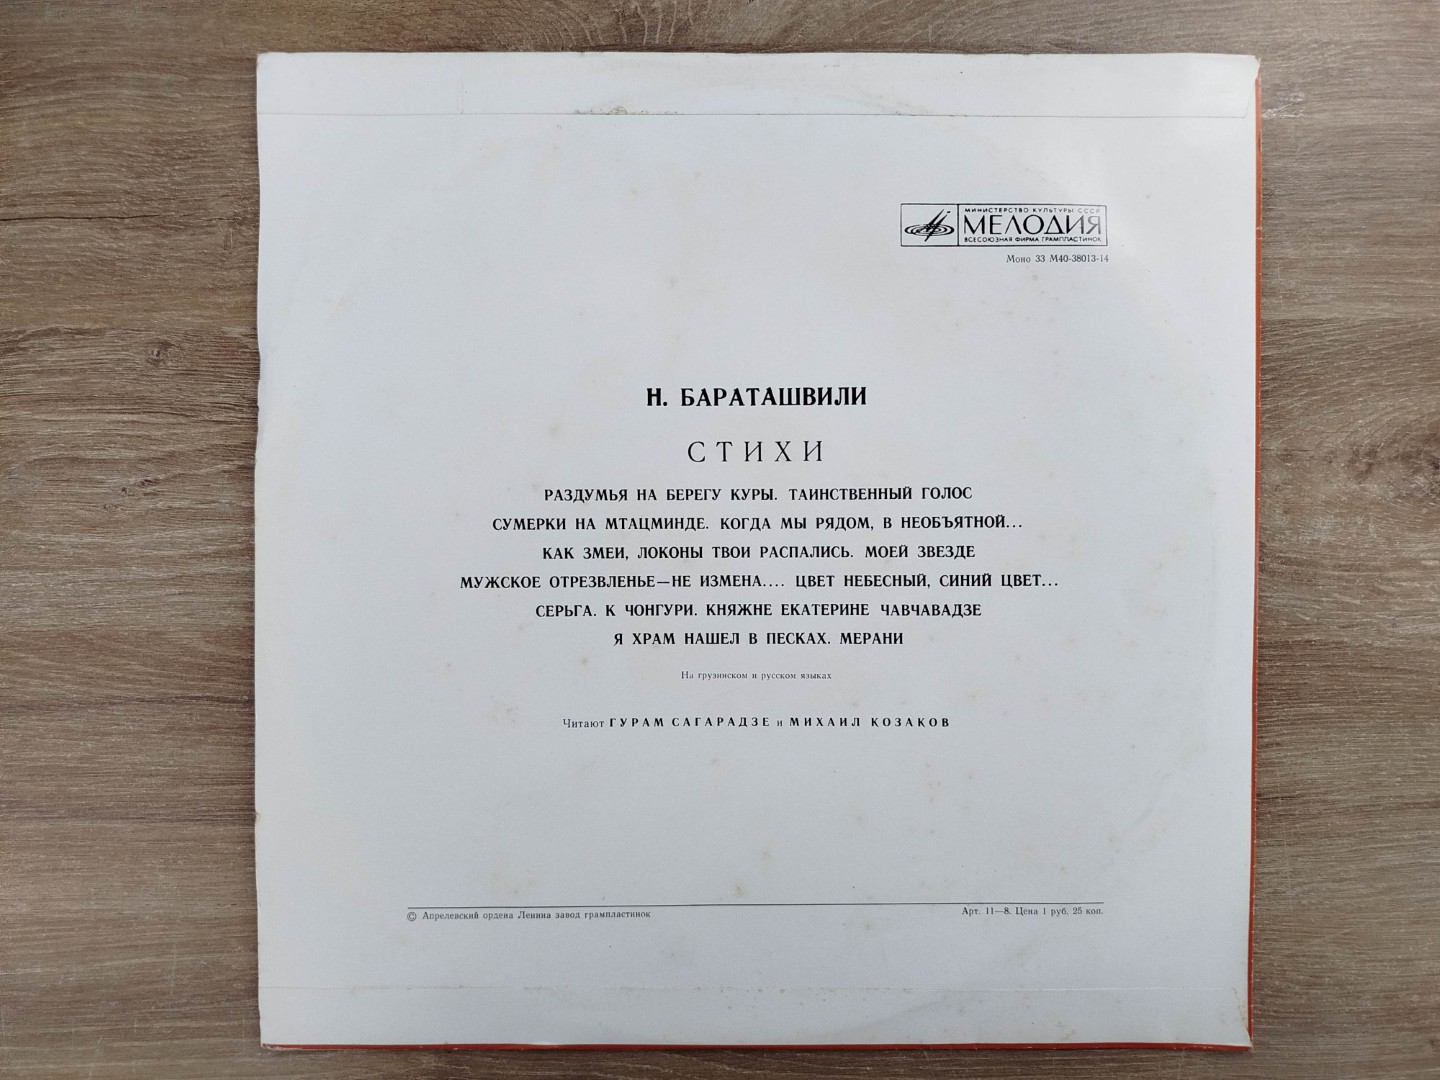 МИНИСТЕРСТВО КУЛЬТУРЫ СССР
МЕЛОДИЯ
ВСЕСОЮЗНАЯ ФИРМА ГРАМПЛАСТИНОК
Моно 33 М40-38013-14
Н. БАРАТАШВИЛИ
СТИХИ
РАЗДУМЬЯ НА БЕРЕГУ КУРЫ. ТАИНСТВЕННЫЙ ГОЛОС
СУМЕРКИ НА МТАЦМИНДЕ. КОГДА МЫ РЯДОМ, В НЕОБЪЯТНОЙ...
КАК ЗМЕИ, ЛОКОНЫ ТВОИ РАСПАЛИСЬ. МОЕЙ ЗВЕЗДЕ
МУЖСКОЕ ОТРЕЗВЛЕНЬЕ—НЕ ИЗМЕНА.... ЦВЕТ НЕБЕСНЫЙ, СИНИЙ ЦВЕТ...
СЕРЬГА. К ЧОНГУРИ. КНЯЖНЕ ЕКАТЕРИНЕ ЧАВЧАВАДЗЕ
Я ХРАМ НАШЕЛ В ПЕСКАХ. МЕРАНИ
На грузинском и русском языках
Читают ГУРАМ САГАРАДЗЕ и МИХАИЛ КОЗАКОВ
© Апрелевский ордена Ленина завод грампластинок
Арт. 11—8. Цена 1 руб. 25 коп.